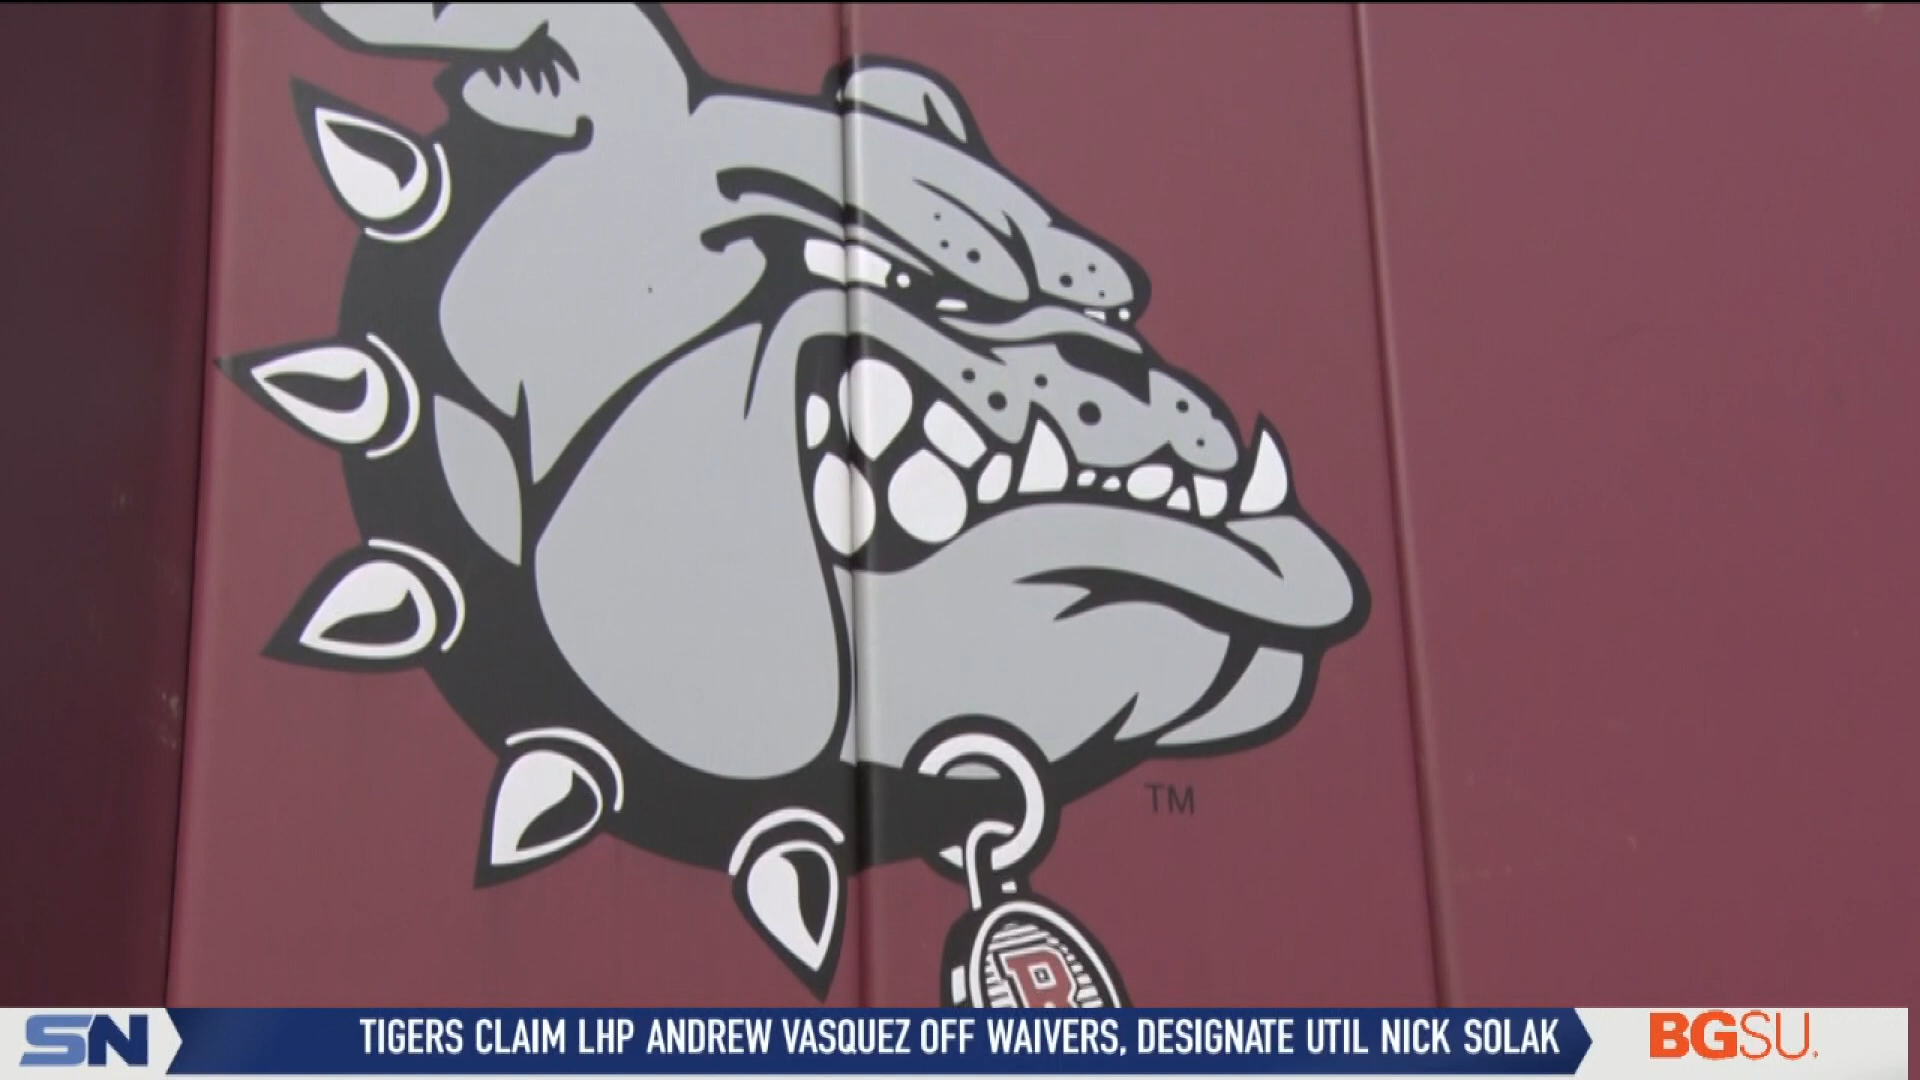 TM
R
SN
TIGERS CLAIM LHP ANDREW VASQUEZ OFF WAIVERS, DESIGNATE UTIL NICK SOLAK
BGSU.